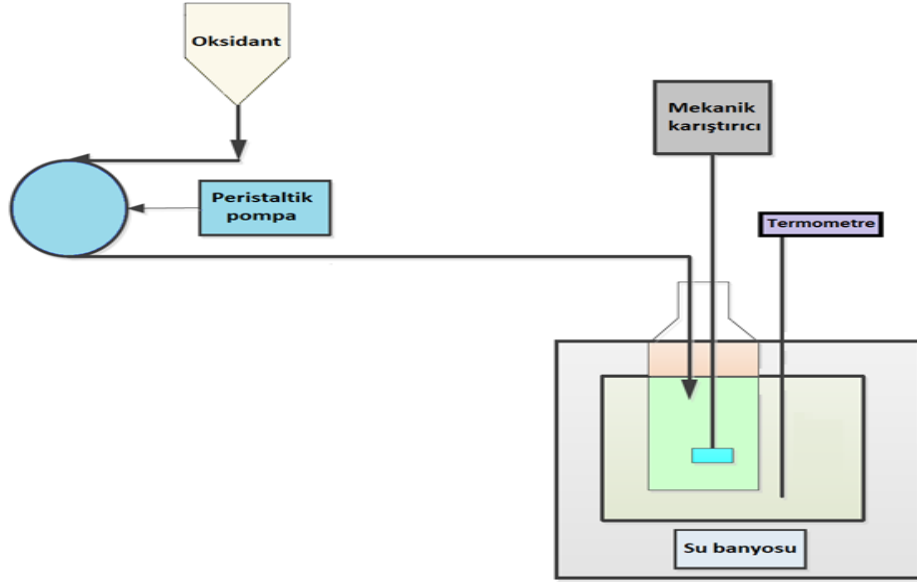 Oksidant
Mekanik
karıştırıcı
Peristaltik
pompa
Termometre
Su banyosu